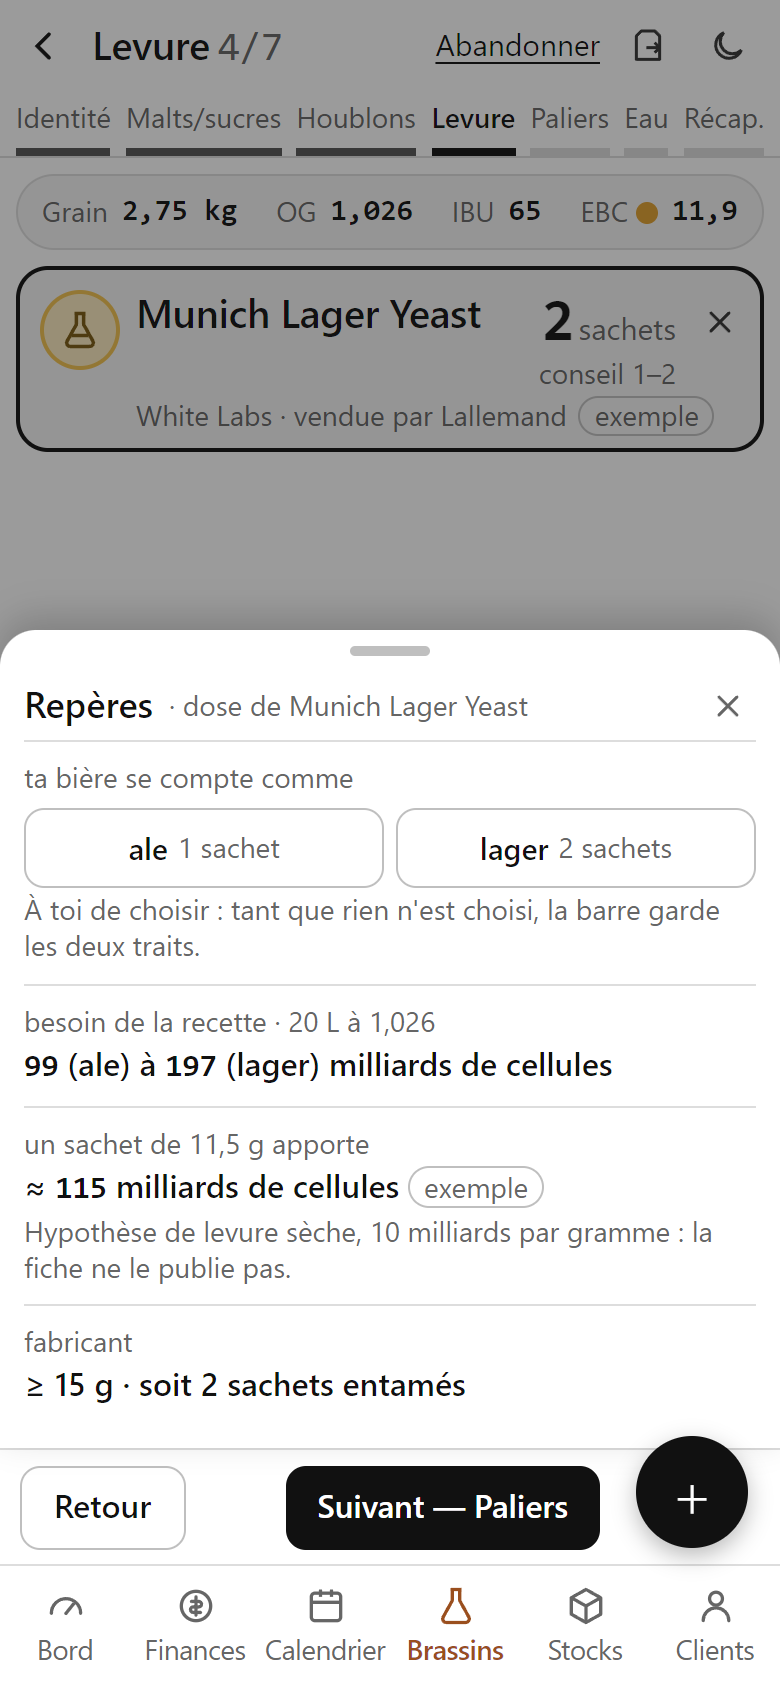 Levure 4/7
Abandonner
Identité Malts/sucres Houblons Levure Paliers Eau Récap.
Grain 2,75 kg OG 1,026 IBU 65 EBC 11,9
Munich Lager Yeast
2 sachets
conseil 1–2
White Labs · vendue par Lallemand exemple
Repères · dose de Munich Lager Yeast
ta bière se compte comme
ale 1 sachet
lager 2 sachets
À toi de choisir : tant que rien n'est choisi, la barre garde
les deux traits.
besoin de la recette · 20 L à 1,026
99 (ale) à 197 (lager) milliards de cellules
un sachet de 11,5 g apporte
≈ 115 milliards de cellules exemple
Hypothèse de levure sèche, 10 milliards par gramme : la
fiche ne le publie pas.
fabricant
≥ 15 g · soit 2 sachets entamés
Retour
Suivant — Paliers
Bord Finances Calendrier Brassins Stocks Clients